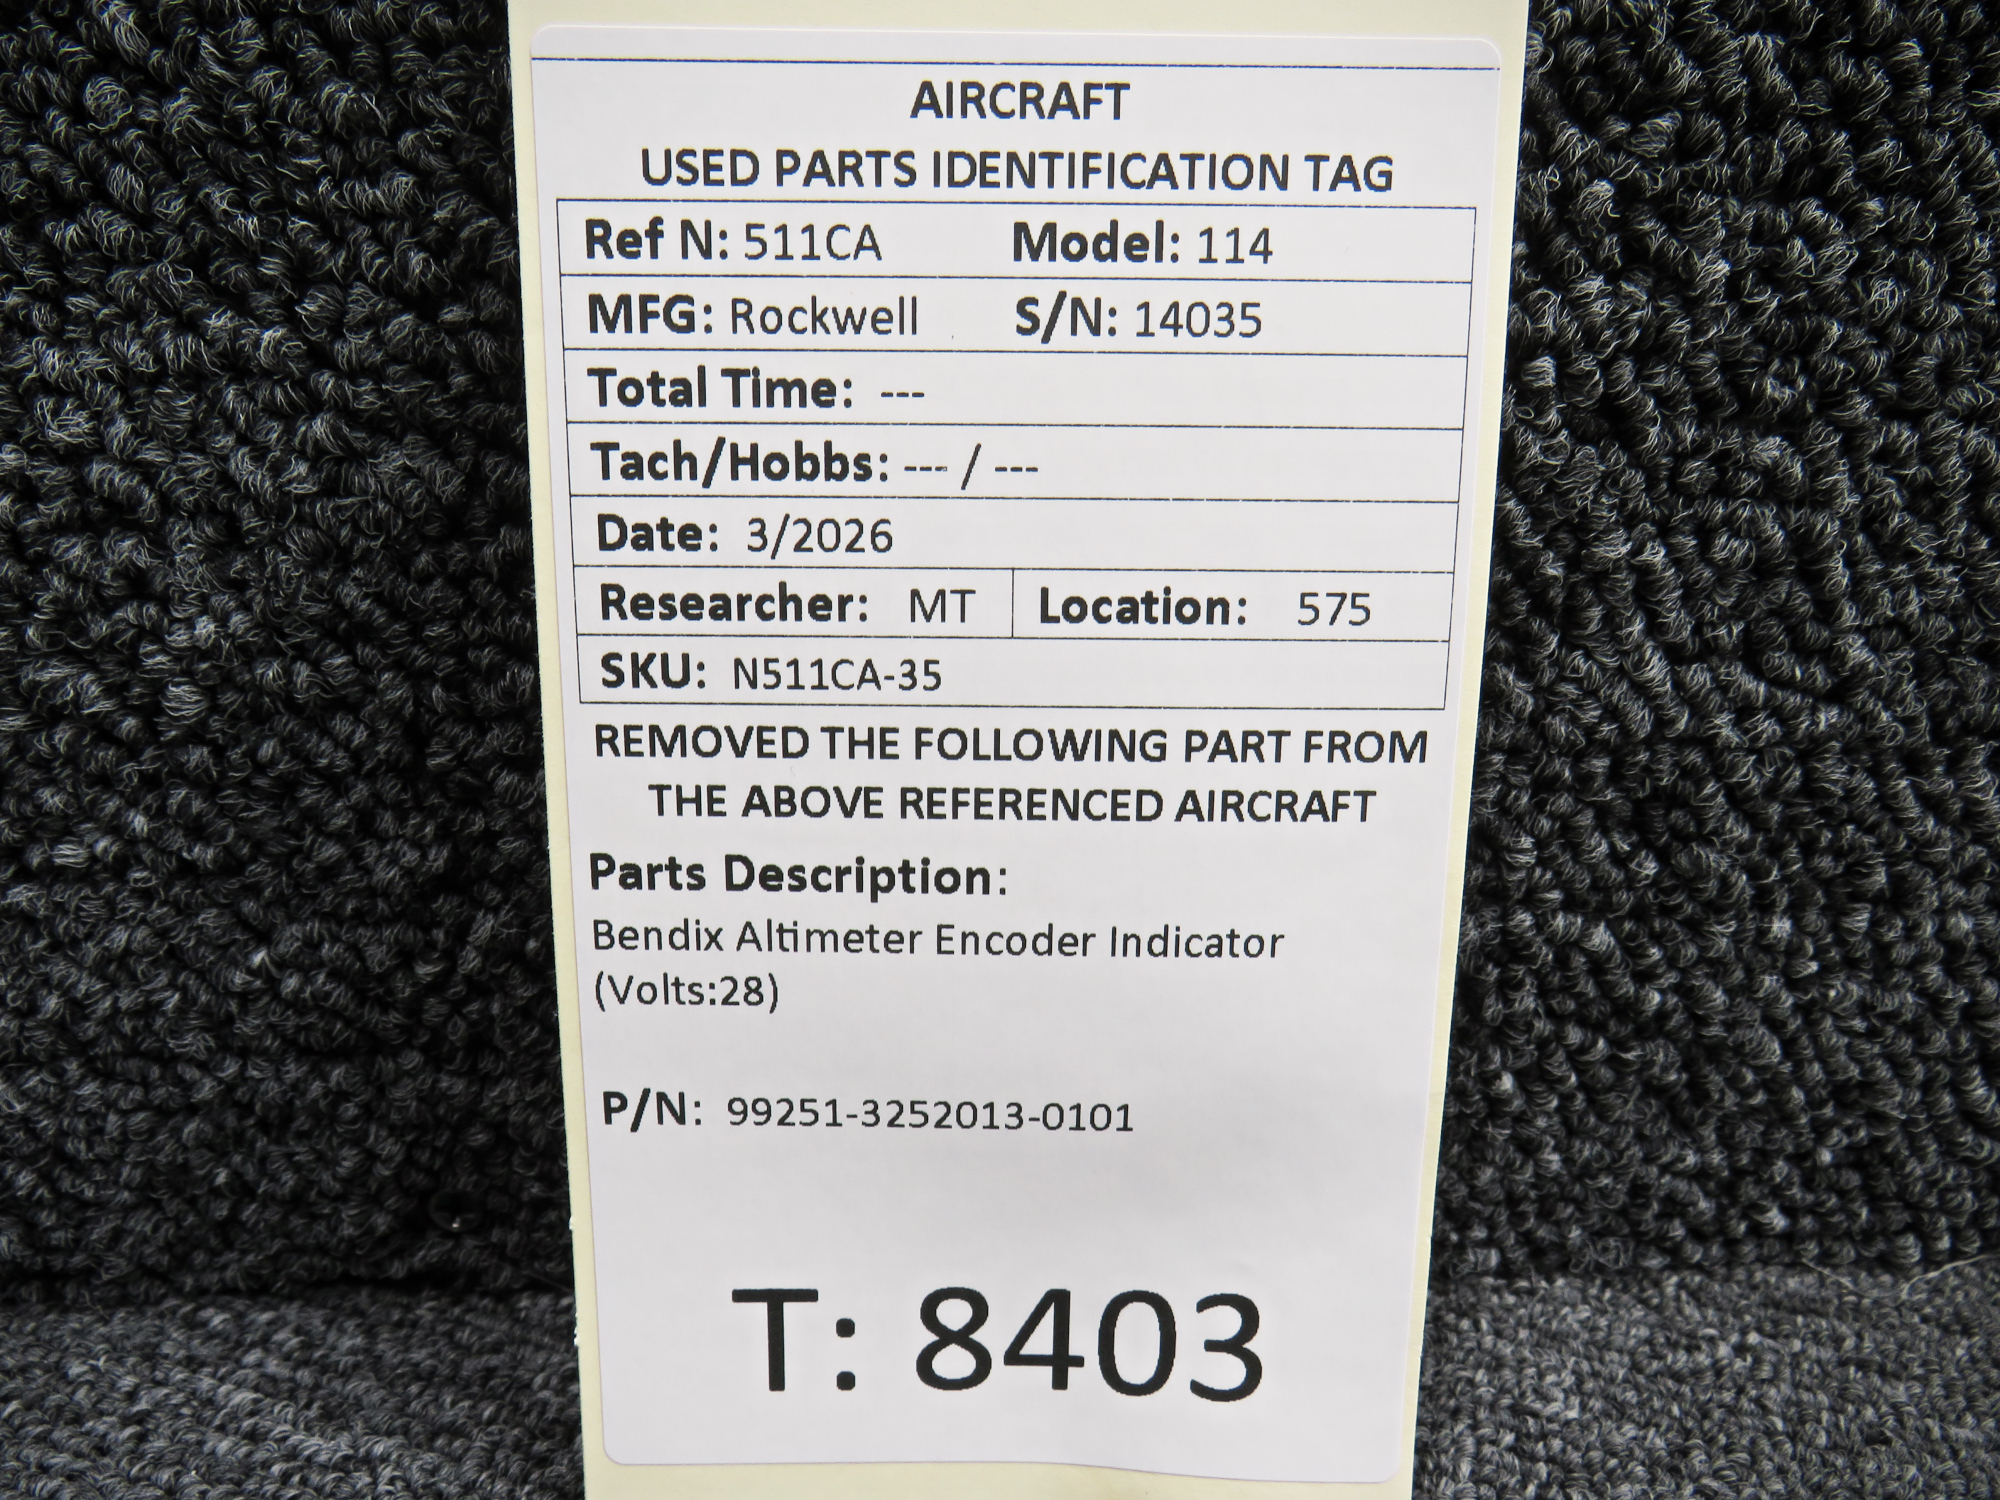 AIRCRAFT
USED PARTS IDENTIFICATION TAG
Ref N: 511CA Model: 114
MFG: Rockwell S/N: 14035
Total Time: ---
Tach/Hobbs: --- / ---
Date: 3/2026
Researcher: MT Location: 575
SKU: N511CA-35
REMOVED THE FOLLOWING PART FROM
THE ABOVE REFERENCED AIRCRAFT
Parts Description:
Bendix Altimeter Encoder Indicator
(Volts:28)
P/N: 99251-3252013-0101
T: 8403